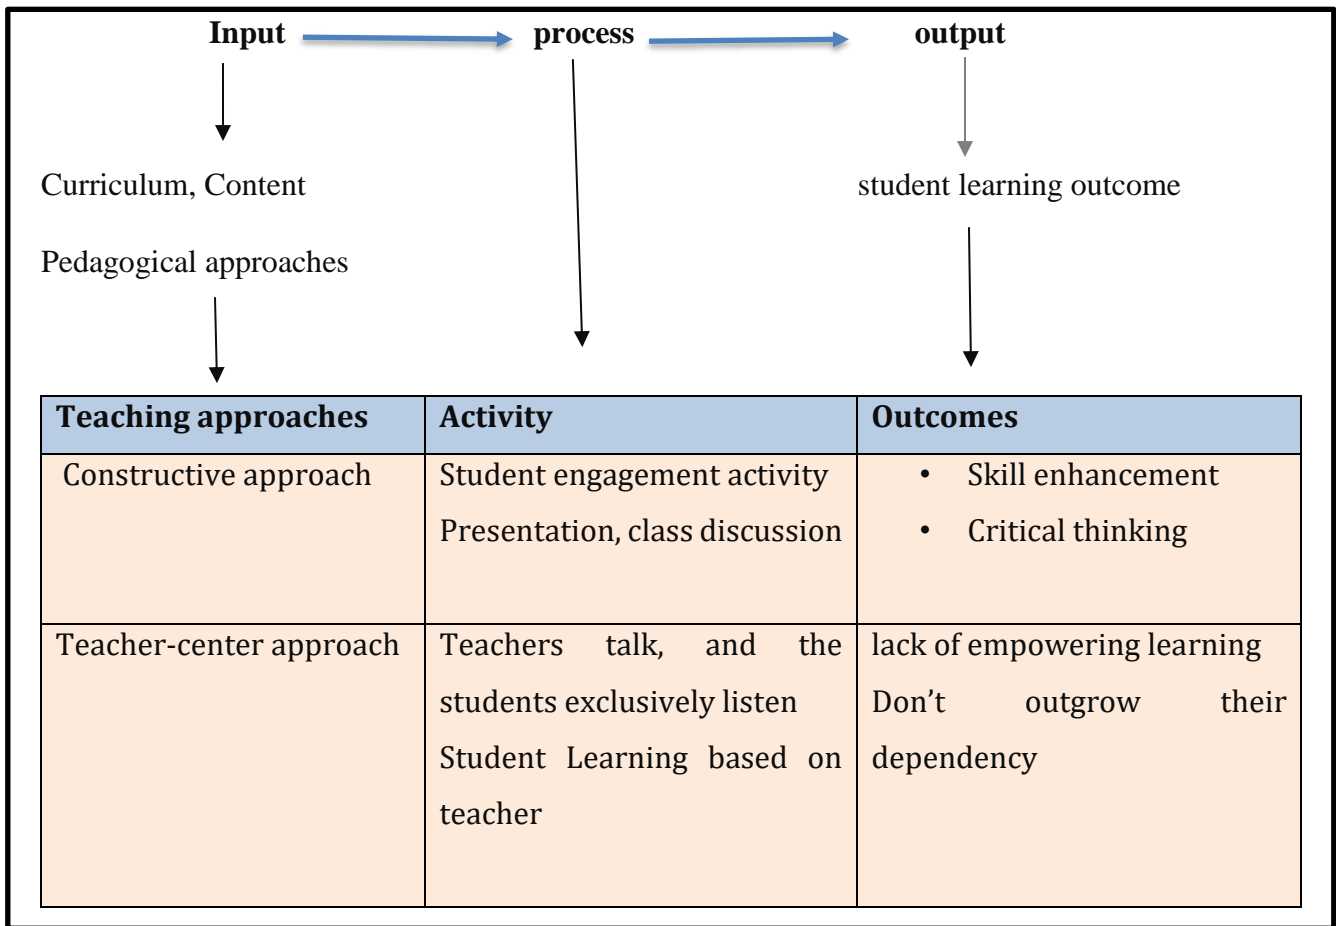 Input process output
Curriculum, Content student learning outcome
Pedagogical approaches
Teaching approaches Activity Outcomes
Constructive approach
Student engagement activity
Presentation, class discussion
• Skill enhancement
• Critical thinking
Teacher-center approach
Teachers talk, and the
students exclusively listen
Student Learning based on
teacher
lack of empowering learning
Don’t outgrow their
dependency